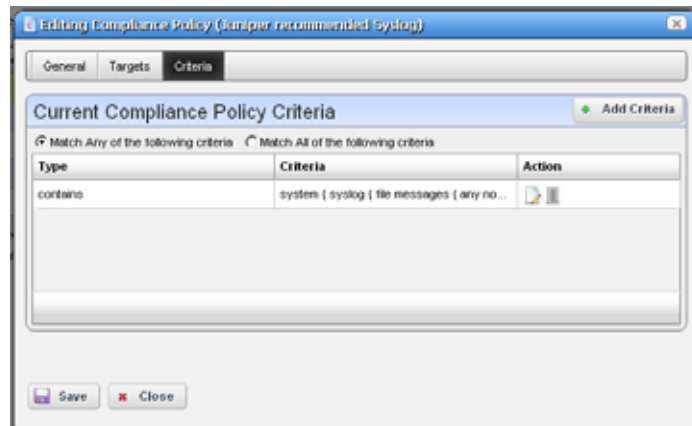 Editing Compliance Policy (Juniper recommended Syslog)
General Targets Criteria
Current Compliance Policy Criteria Add Criteria
Match Any of the following criteria Match All of the following criteria
Type Criteria Action
contains system { syslog { file messages { any no...
Save Close